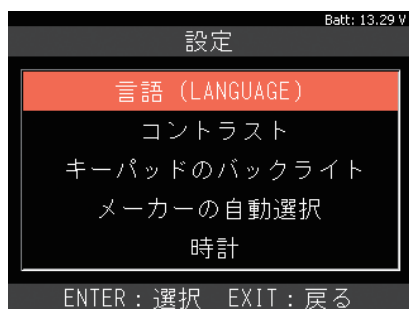 Batt: 13.29 V
設定
言語 (LANGUAGE)
コントラスト
キーパッドのバックライト
メーカーの自動選択
時計
ENTER：選択 EXIT：戻る